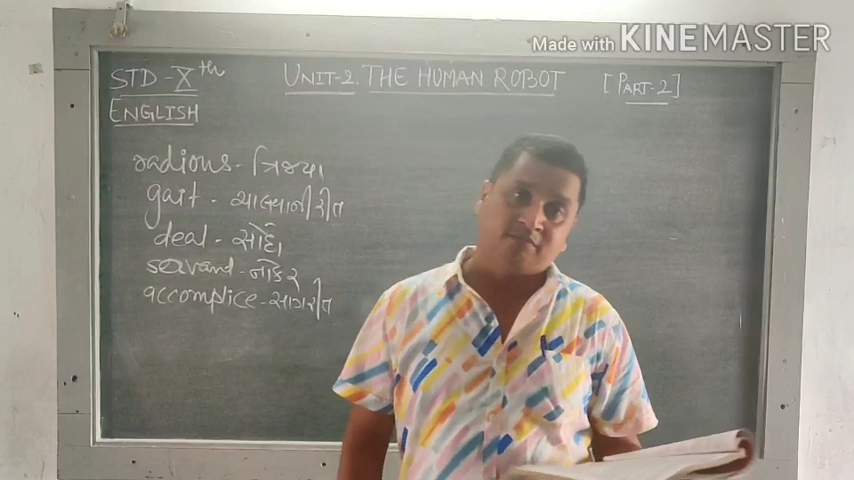 Made with KINEMASTER
STD-Xth UNIT-2. THE HUMAN ROBOT [PART-2]
ENGLISH
radious - ત્રિજ્યા
gait - ચાલવાની રીત
deal - સોદો
servand - નોકર
accomplice - સાગરીત